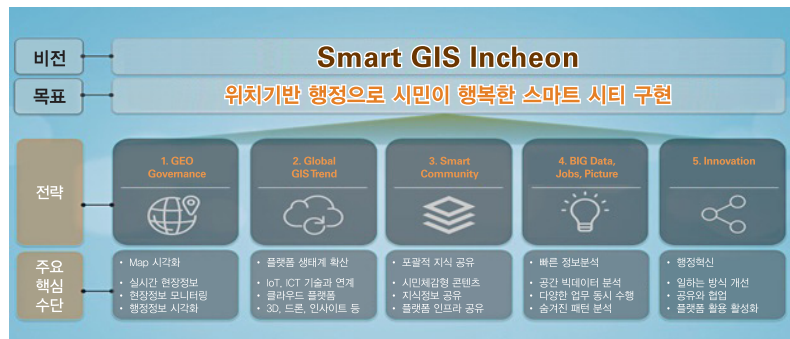 비전
Smart GIS Incheon
목표
위치기반 행정으로 시민이 행복한 스마트 시티 구현
전략
1. GEO
Governance
2. Global
GIS Trend
3. Smart
Community
4. BIG Data,
Jobs, Picture
5. Innovation
주요
핵심
수단
• Map 시각화
• 실시간 현장정보
• 현장정보 모니터링
• 행정정보 시각화
• 플랫폼 생태계 확산
• IoT, ICT 기술과 연계
• 클라우드 플랫폼
• 3D, 드론, 인사이트 등
• 포괄적 지식 공유
• 시민체감형 콘텐츠
• 지식정보 공유
• 플랫폼 인프라 공유
• 빠른 정보분석
• 공간 빅데이터 분석
• 다양한 업무 동시 수행
• 숨겨진 패턴 분석
• 행정혁신
• 일하는 방식 개선
• 공유와 협업
• 플랫폼 활용 활성화